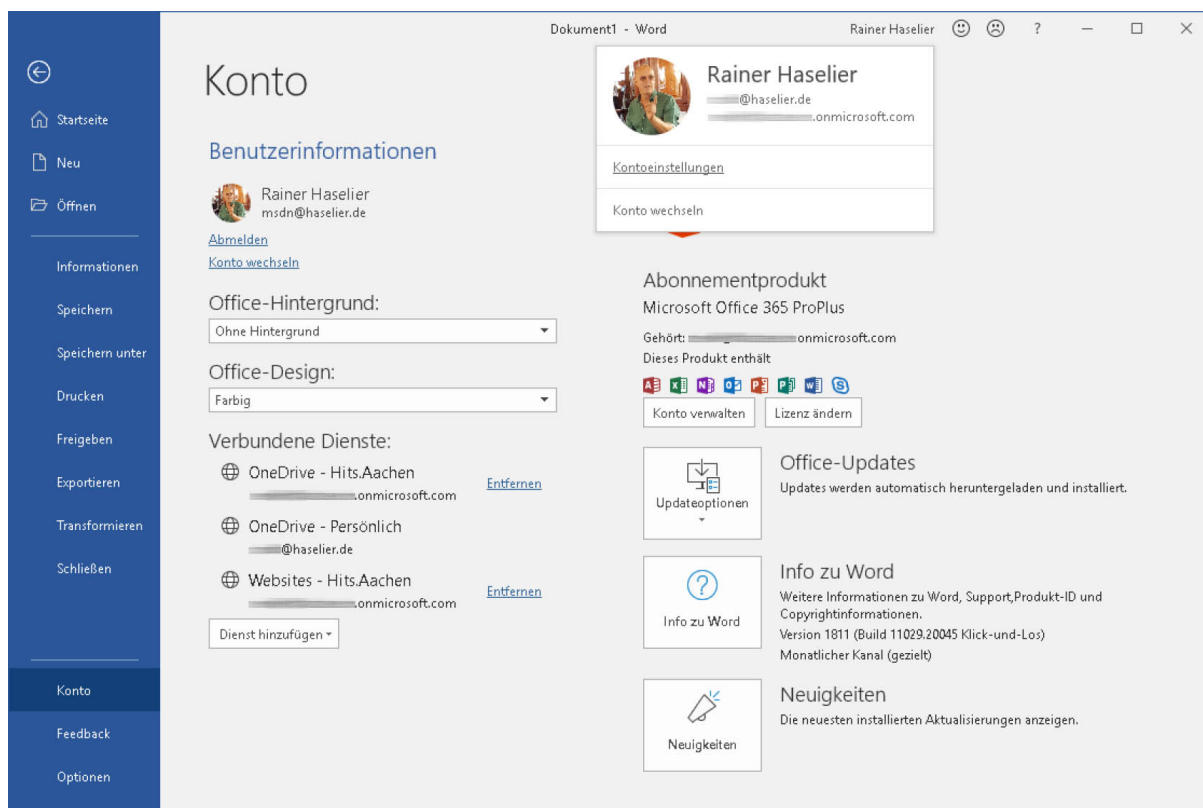 Dokument1 - Word
Rainer Haselier
?
Startseite
Neu
Öffnen
Informationen
Speichern
Speichern unter
Drucken
Freigeben
Exportieren
Transformieren
Schließen
Konto
Feedback
Optionen
Konto
Benutzerinformationen
Rainer Haselier
msdn@haselier.de
Abmelden
Konto wechseln
Office-Hintergrund:
Ohne Hintergrund
Office-Design:
Farbig
Verbundene Dienste:
OneDrive - Hits.Aachen
.onmicrosoft.com
Entfernen
OneDrive - Persönlich
@haselier.de
Websites - Hits.Aachen
.onmicrosoft.com
Entfernen
Dienst hinzufügen
Rainer Haselier
@haselier.de
.onmicrosoft.com
Kontoeinstellungen
Konto wechseln
Abonnementprodukt
Microsoft Office 365 ProPlus
Gehört: onmicrosoft.com
Dieses Produkt enthält
Konto verwalten
Lizenz ändern
Updateoptionen
Office-Updates
Updates werden automatisch heruntergeladen und installiert.
Info zu Word
Info zu Word
Weitere Informationen zu Word, Support,Produkt-ID und
Copyrightinformationen.
Version 1811 (Build 11029.20045 Klick-und-Los)
Monatlicher Kanal (gezielt)
Neuigkeiten
Neuigkeiten
Die neuesten installierten Aktualisierungen anzeigen.